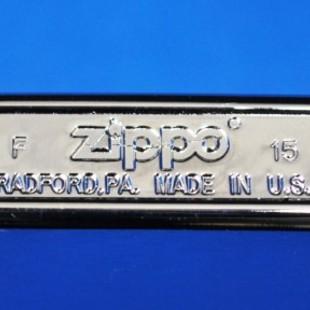 F zippo® 15
RADFORD,PA. MADE IN U.S.A